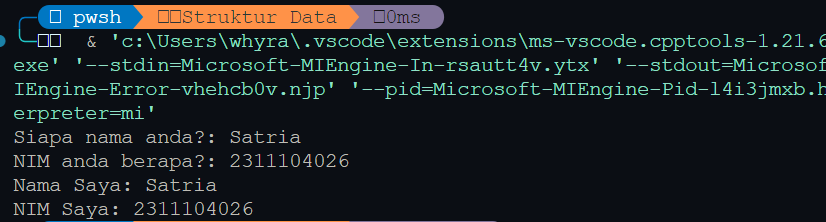 pwsh Struktur Data 0ms
& 'c:\Users\whyra\.vscode\extensions\ms-vscode.cpptools-1.21.6
exe' '--stdin=Microsoft-MIEngine-In-rsautt4v.ytx' '--stdout=Microsof
IEngine-Error-vhehcb0v.njp' '--pid=Microsoft-MIEngine-Pid-l4i3jmxb.h
erpreter=mi'
Siapa nama anda?: Satria
NIM anda berapa?: 2311104026
Nama Saya: Satria
NIM Saya: 2311104026